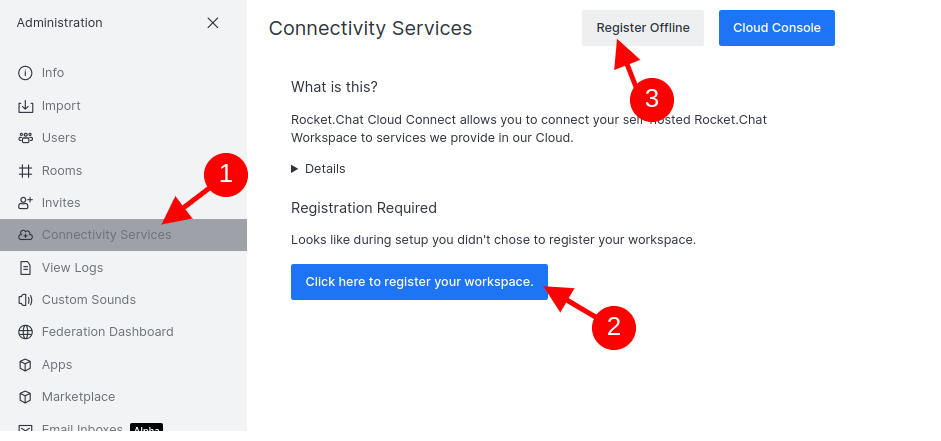 Administration
Info
Import
Users
Rooms
Invites
Connectivity Services
View Logs
Custom Sounds
Federation Dashboard
Apps
Marketplace
Email Inboxes Alpha
Connectivity Services
Register Offline
Cloud Console
What is this?
Rocket.Chat Cloud Connect allows you to connect your self-hosted Rocket.Chat
Workspace to services we provide in our Cloud.
Details
Registration Required
Looks like during setup you didn't chose to register your workspace.
Click here to register your workspace.
1
2
3